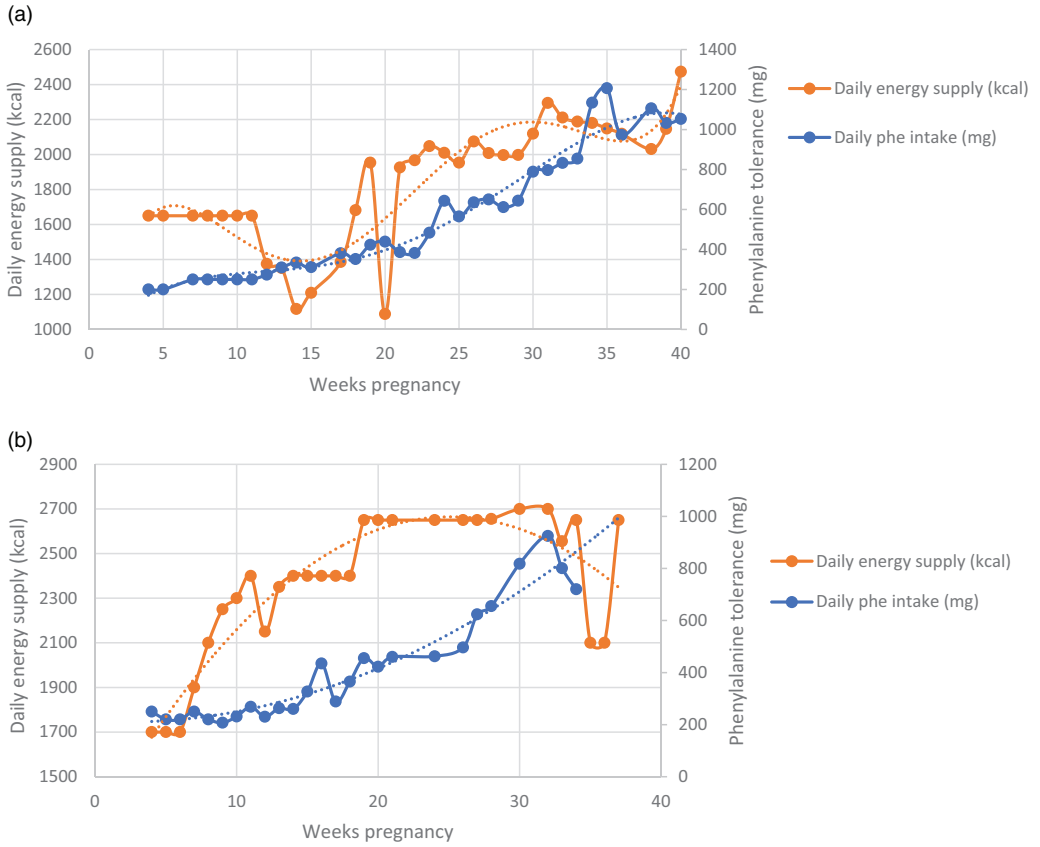 (a)
2600
2400
2200
2000
1800
1600
1400
1200
1000
Daily energy supply (kcal)
1400
1200
1000
800
600
400
200
0
Phenylalanine tolerance (mg)
0 5 10 15 20 25 30 35 40
Weeks pregnancy
Daily energy supply (kcal)
Daily phe intake (mg)
(b)
2900
2700
2500
2300
2100
1900
1700
1500
Daily energy supply (kcal)
1200
1000
800
600
400
200
0
Phenylalanine tolerance (mg)
0 10 20 30 40
Weeks pregnancy
Daily energy supply (kcal)
Daily phe intake (mg)